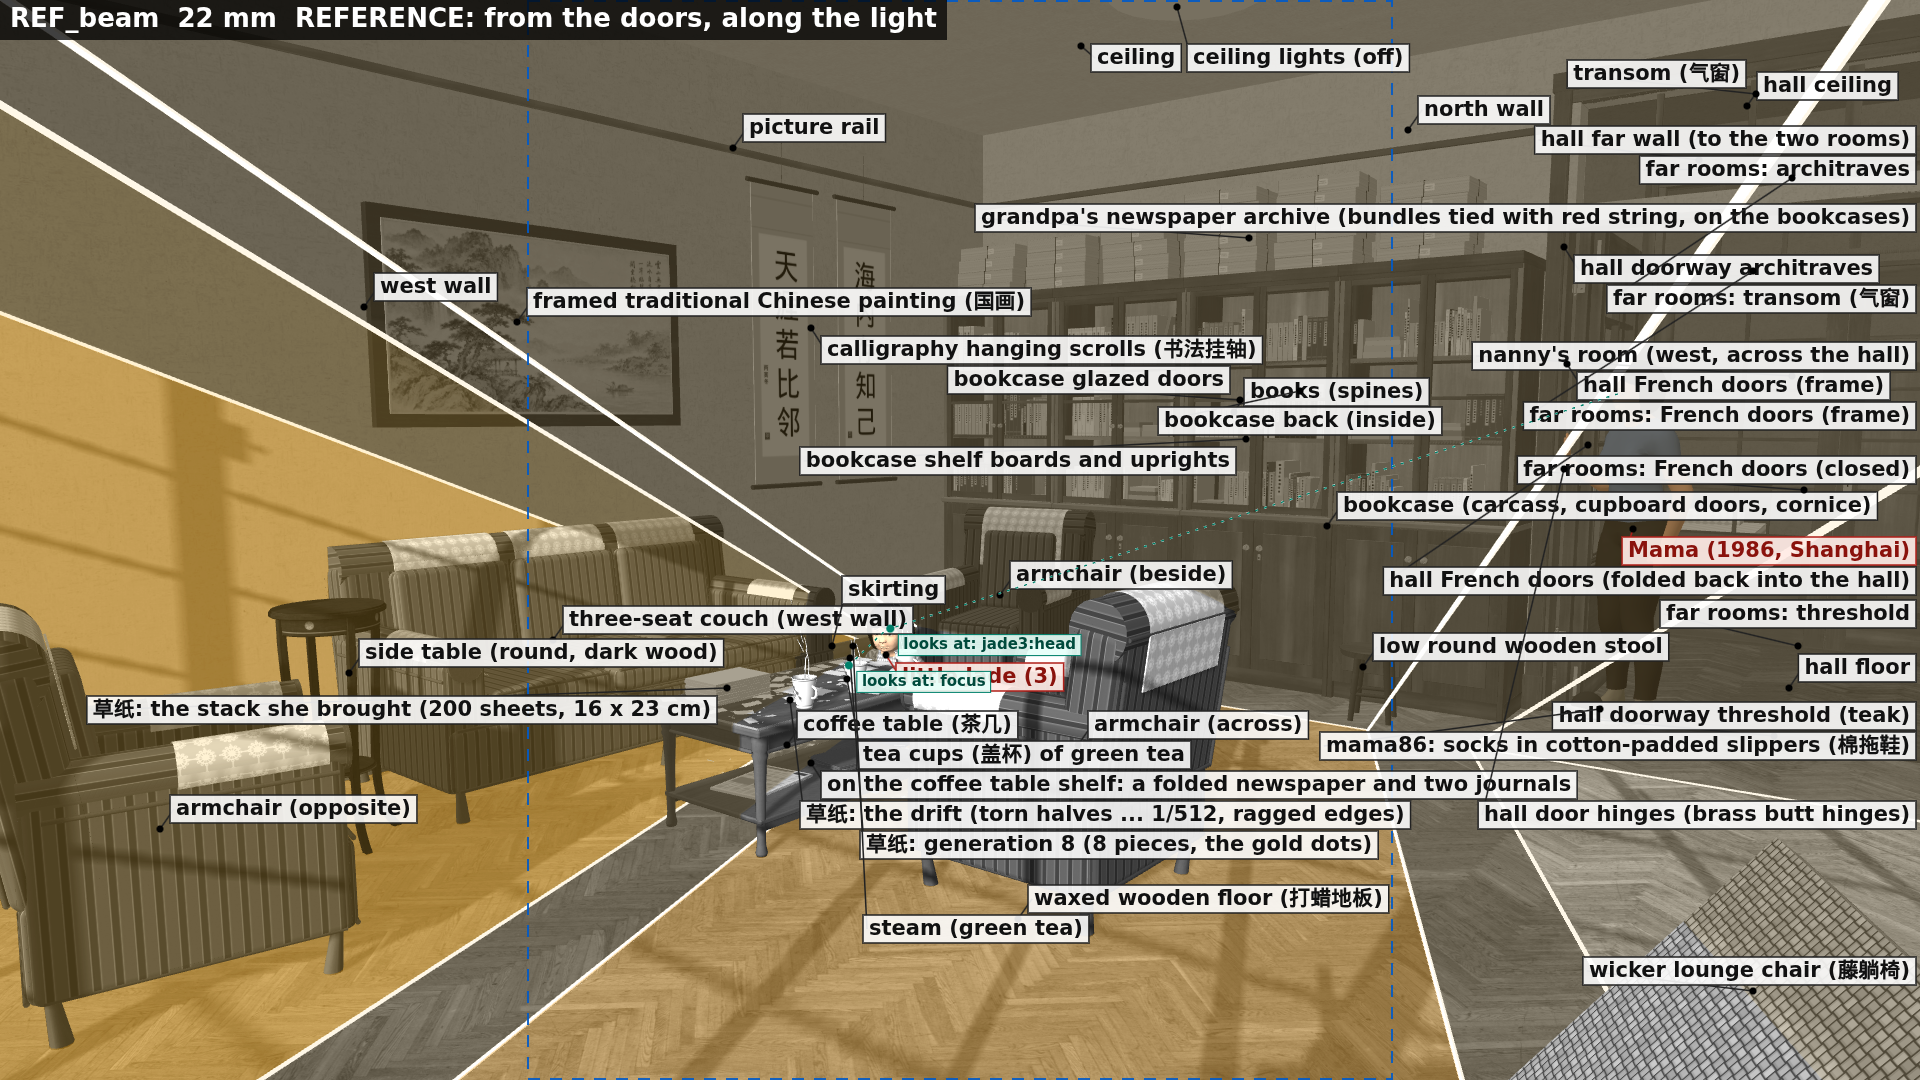 REF_beam 22 mm REFERENCE: from the doors, along the light
ceiling
ceiling lights (off)
transom (气窗)
hall ceiling
north wall
picture rail
hall far wall (to the two rooms)
far rooms: architraves
grandpa's newspaper archive (bundles tied with red string, on the bookcases)
天
若
比
邻
海
知
己
hall doorway architraves
west wall
framed traditional Chinese painting (国画)
far rooms: transom (气窗)
calligraphy hanging scrolls (书法挂轴)
nanny's room (west, across the hall)
bookcase glazed doors
books (spines)
hall French doors (frame)
far rooms: French doors (frame)
bookcase back (inside)
bookcase shelf boards and uprights
far rooms: French doors (closed)
bookcase (carcass, cupboard doors, cornice)
Mama (1986, Shanghai)
armchair (beside)
hall French doors (folded back into the hall)
skirting
three-seat couch (west wall)
far rooms: threshold
looks at: jade3:head
low round wooden stool
side table (round, dark wood)
hall floor
de (3)
looks at: focus
草纸: the stack she brought (200 sheets, 16 x 23 cm)
hall doorway threshold (teak)
coffee table (茶几)
armchair (across)
mama86: socks in cotton-padded slippers (棉拖鞋)
tea cups (盖杯) of green tea
on the coffee table shelf: a folded newspaper and two journals
armchair (opposite)
草纸: the drift (torn halves ... 1/512, ragged edges)
hall door hinges (brass butt hinges)
草纸: generation 8 (8 pieces, the gold dots)
waxed wooden floor (打蜡地板)
steam (green tea)
wicker lounge chair (藤躺椅)